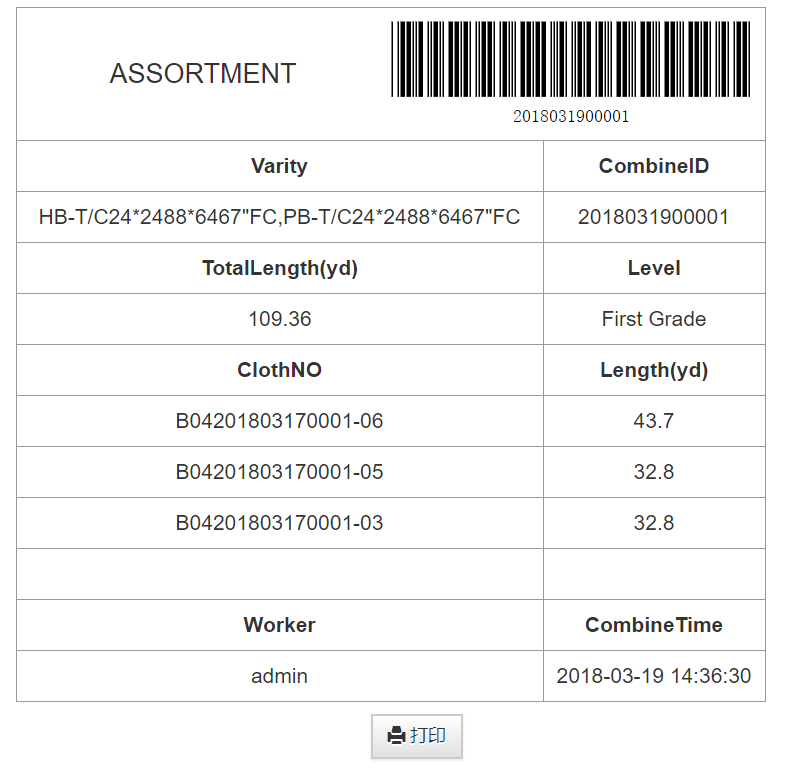 ASSORTMENT
2018031900001
Varity CombineID
HB-T/C24*2488*6467"FC,PB-T/C24*2488*6467"FC 2018031900001
TotalLength(yd) Level
109.36 First Grade
ClothNO Length(yd)
B04201803170001-06 43.7
B04201803170001-05 32.8
B04201803170001-03 32.8
Worker CombineTime
admin 2018-03-19 14:36:30
打印